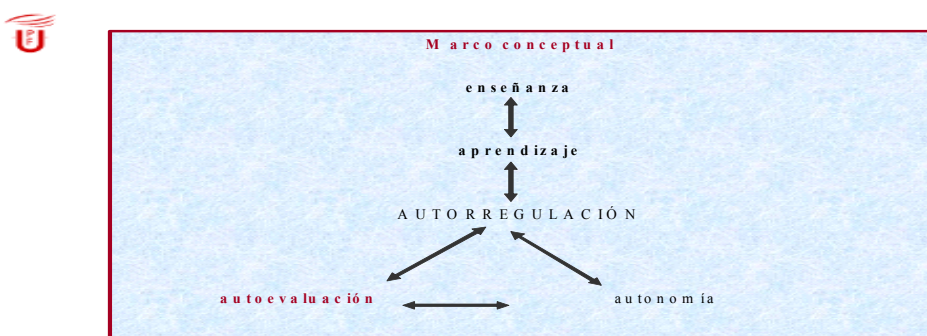 Marco conceptual
enseñanza
aprendizaje
AUTORREGULACIÓN
autoevaluación autonomía